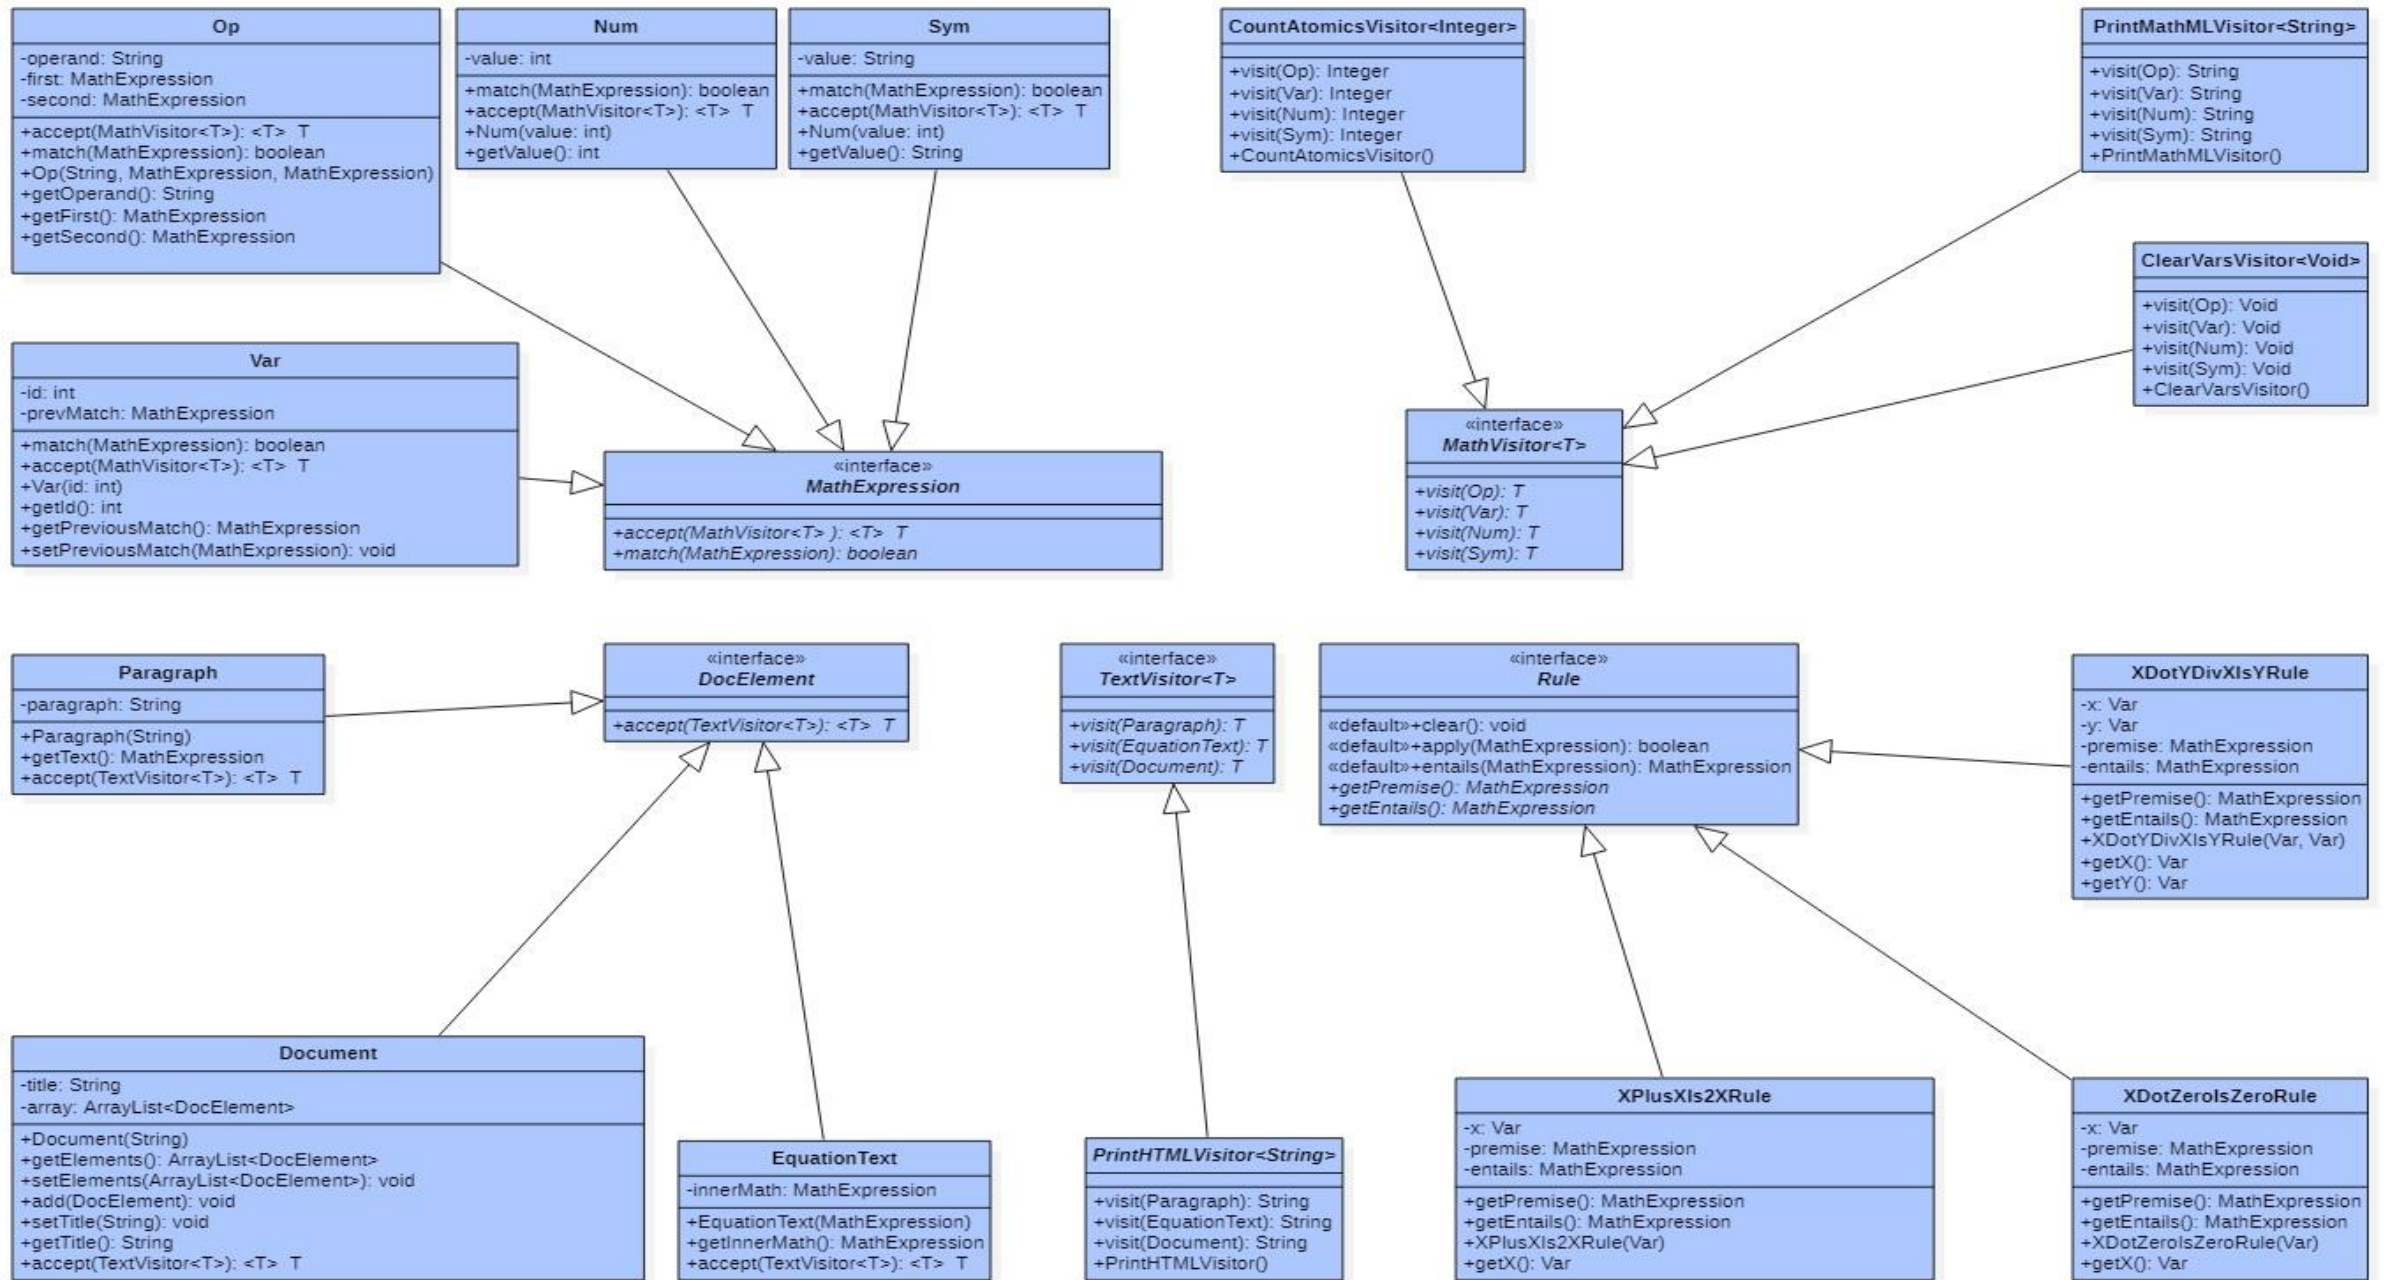 Op
-operand: String
-first: MathExpression
-second: MathExpression
+accept(MathVisitor<T>): <T> T
+match(MathExpression): boolean
+Op(String, MathExpression, MathExpression)
+getOperand(): String
+getFirst(): MathExpression
+getSecond(): MathExpression
Num
-value: int
+match(MathExpression): boolean
+accept(MathVisitor<T>): <T> T
+Num(value: int)
+getValue(): int
Sym
-value: String
+match(MathExpression): boolean
+accept(MathVisitor<T>): <T> T
+Num(value: int)
+getValue(): String
CountAtomicsVisitor<Integer>
+visit(Op): Integer
+visit(Var): Integer
+visit(Num): Integer
+visit(Sym): Integer
+CountAtomicsVisitor()
PrintMathMLVisitor<String>
+visit(Op): String
+visit(Var): String
+visit(Num): String
+visit(Sym): String
+PrintMathMLVisitor()
ClearVarsVisitor<Void>
+visit(Op): Void
+visit(Var): Void
+visit(Num): Void
+visit(Sym): Void
+ClearVarsVisitor()
Var
-id: int
-prevMatch: MathExpression
+match(MathExpression): boolean
+accept(MathVisitor<T>): <T> T
+Var(id: int)
+getId(): int
+getPreviousMatch(): MathExpression
+setPreviousMatch(MathExpression): void
«interface»
MathExpression
+accept(MathVisitor<T> ): <T> T
+match(MathExpression): boolean
«interface»
MathVisitor<T>
+visit(Op): T
+visit(Var): T
+visit(Num): T
+visit(Sym): T
Paragraph
-paragraph: String
+Paragraph(String)
+getText(): MathExpression
+accept(TextVisitor<T>): <T> T
«interface»
DocElement
+accept(TextVisitor<T>): <T> T
«interface»
TextVisitor<T>
+visit(Paragraph): T
+visit(EquationText): T
+visit(Document): T
«interface»
Rule
«default»+clear(): void
«default»+apply(MathExpression): boolean
«default»+entails(MathExpression): MathExpression
+getPremise(): MathExpression
+getEntails(): MathExpression
XDotYDivXIsYRule
-x: Var
-y: Var
-premise: MathExpression
-entails: MathExpression
+getPremise(): MathExpression
+getEntails(): MathExpression
+XDotYDivXIsYRule(Var, Var)
+getX(): Var
+getY(): Var
Document
-title: String
-array: ArrayList<DocElement>
+Document(String)
+getElements(): ArrayList<DocElement>
+setElements(ArrayList<DocElement>): void
+add(DocElement): void
+setTitle(String): void
+getTitle(): String
+accept(TextVisitor<T>): <T> T
EquationText
-innerMath: MathExpression
+EquationText(MathExpression)
+getInnerMath(): MathExpression
+accept(TextVisitor<T>): <T> T
PrintHTMLVisitor<String>
+visit(Paragraph): String
+visit(EquationText): String
+visit(Document): String
+PrintHTMLVisitor()
XPlusXIs2XRule
-x: Var
-premise: MathExpression
-entails: MathExpression
+getPremise(): MathExpression
+getEntails(): MathExpression
+XPlusXIs2XRule(Var)
+getX(): Var
XDotZeroIsZeroRule
-x: Var
-premise: MathExpression
-entails: MathExpression
+getPremise(): MathExpression
+getEntails(): MathExpression
+XDotZeroIsZeroRule(Var)
+getX(): Var